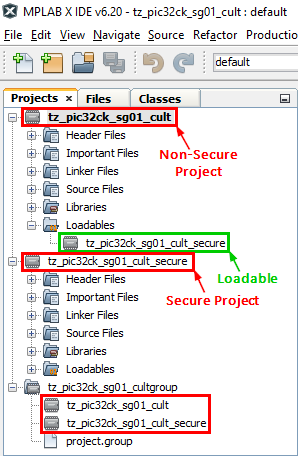 MPLAB X IDE v6.20 - tz_pic32ck_sg01_cult : default
File Edit View Navigate Source Refactor Production
default
Projects × Files Classes
tz_pic32ck_sg01_cult
Header Files
Important Files
Linker Files
Source Files
Libraries
Loadables
tz_pic32ck_sg01_cult_secure
tz_pic32ck_sg01_cult_secure
Header Files
Important Files
Linker Files
Source Files
Libraries
Loadables
tz_pic32ck_sg01_cultgroup
tz_pic32ck_sg01_cult
tz_pic32ck_sg01_cult_secure
project.group
Non-Secure
Project
Loadable
Secure Project